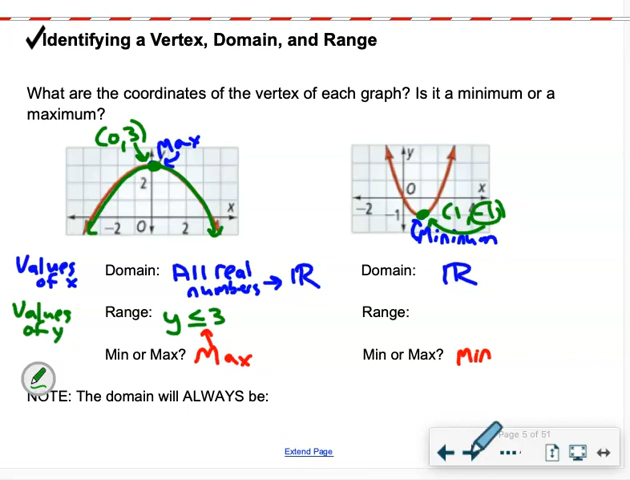 ✓Identifying a Vertex, Domain, and Range
What are the coordinates of the vertex of each graph? Is it a minimum or a
maximum?
(0,3) Max
2
x
-2 O 2
y
O x
-2 -1 (1,-1)
Minimum
Values of x
Domain: All real numbers → ℝ
Domain: ℝ
Values of y
Range: y ≤ 3
Range:
Min or Max? Max
Min or Max? Min
NOTE: The domain will ALWAYS be:
Page 5 of 51
Extend Page